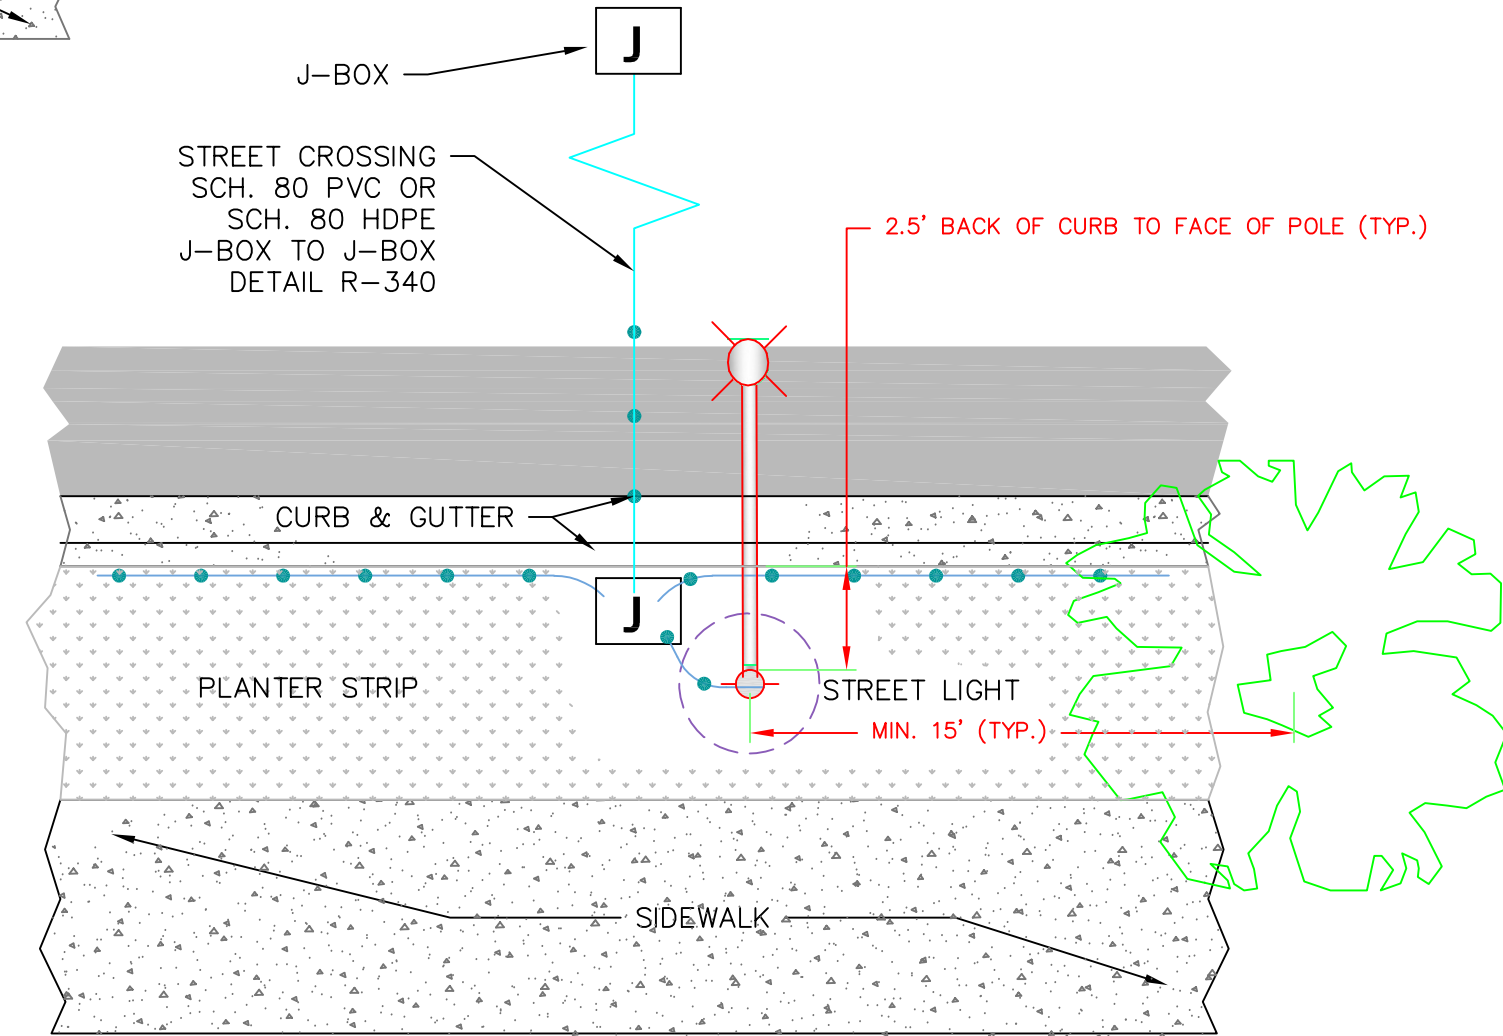 J
J-BOX
STREET CROSSING
SCH. 80 PVC OR
SCH. 80 HDPE
J-BOX TO J-BOX
DETAIL R-340
2.5' BACK OF CURB TO FACE OF POLE (TYP.)
CURB & GUTTER
J
PLANTER STRIP
STREET LIGHT
MIN. 15' (TYP.)
SIDEWALK